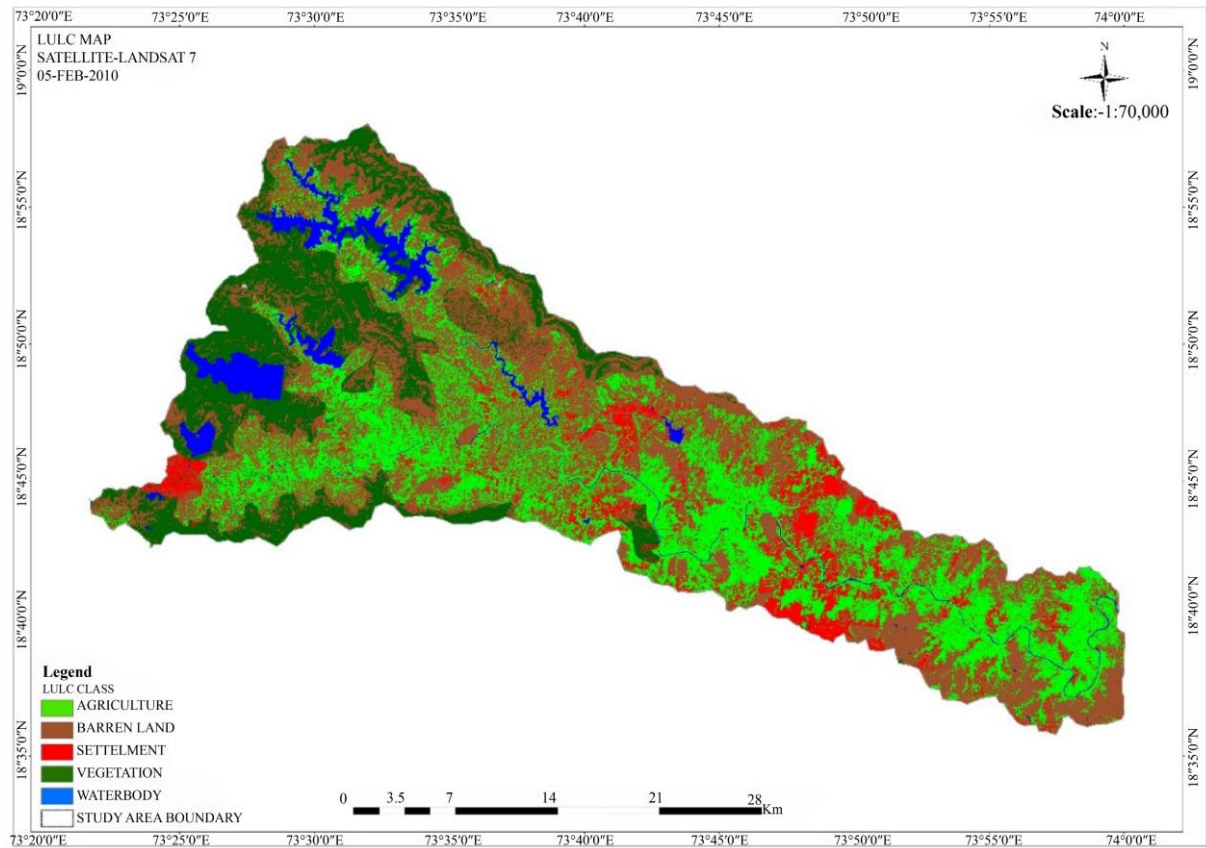 73°20'0"E 73°25'0"E 73°30'0"E 73°35'0"E 73°40'0"E 73°45'0"E 73°50'0"E 73°55'0"E 74°0'0"E
LULC MAP
SATELLITE-LANDSAT 7
05-FEB-2010
N
Scale:-1:70,000
19°0'0"N
19°0'0"N
18°55'0"N
18°55'0"N
18°50'0"N
18°50'0"N
18°45'0"N
18°45'0"N
18°40'0"N
18°40'0"N
18°35'0"N
18°35'0"N
Legend
LULC CLASS
AGRICULTURE
BARREN LAND
SETTELMENT
VEGETATION
WATERBODY
STUDY AREA BOUNDARY
0 3.5 7 14 21 28
Km
73°20'0"E 73°25'0"E 73°30'0"E 73°35'0"E 73°40'0"E 73°45'0"E 73°50'0"E 73°55'0"E 74°0'0"E